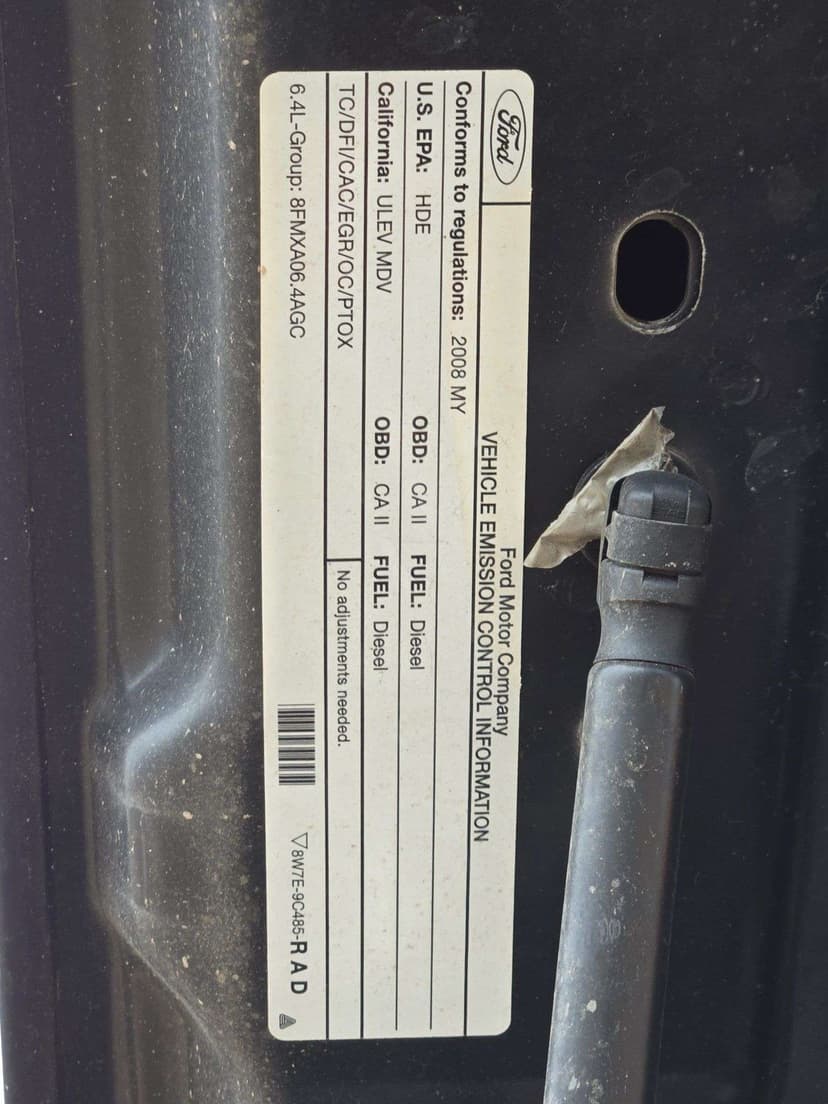 Ford
Ford Motor Company
VEHICLE EMISSION CONTROL INFORMATION
Conforms to regulations: 2008 MY
U.S. EPA: HDE OBD: CA II FUEL: Diesel
California: ULEV MDV OBD: CA II FUEL: Diesel
TC/DFI/CAC/EGR/OC/PTOX
No adjustments needed.
6.4L-Group: 8FMXA06.4AGC
8W7E-9C485-R A D